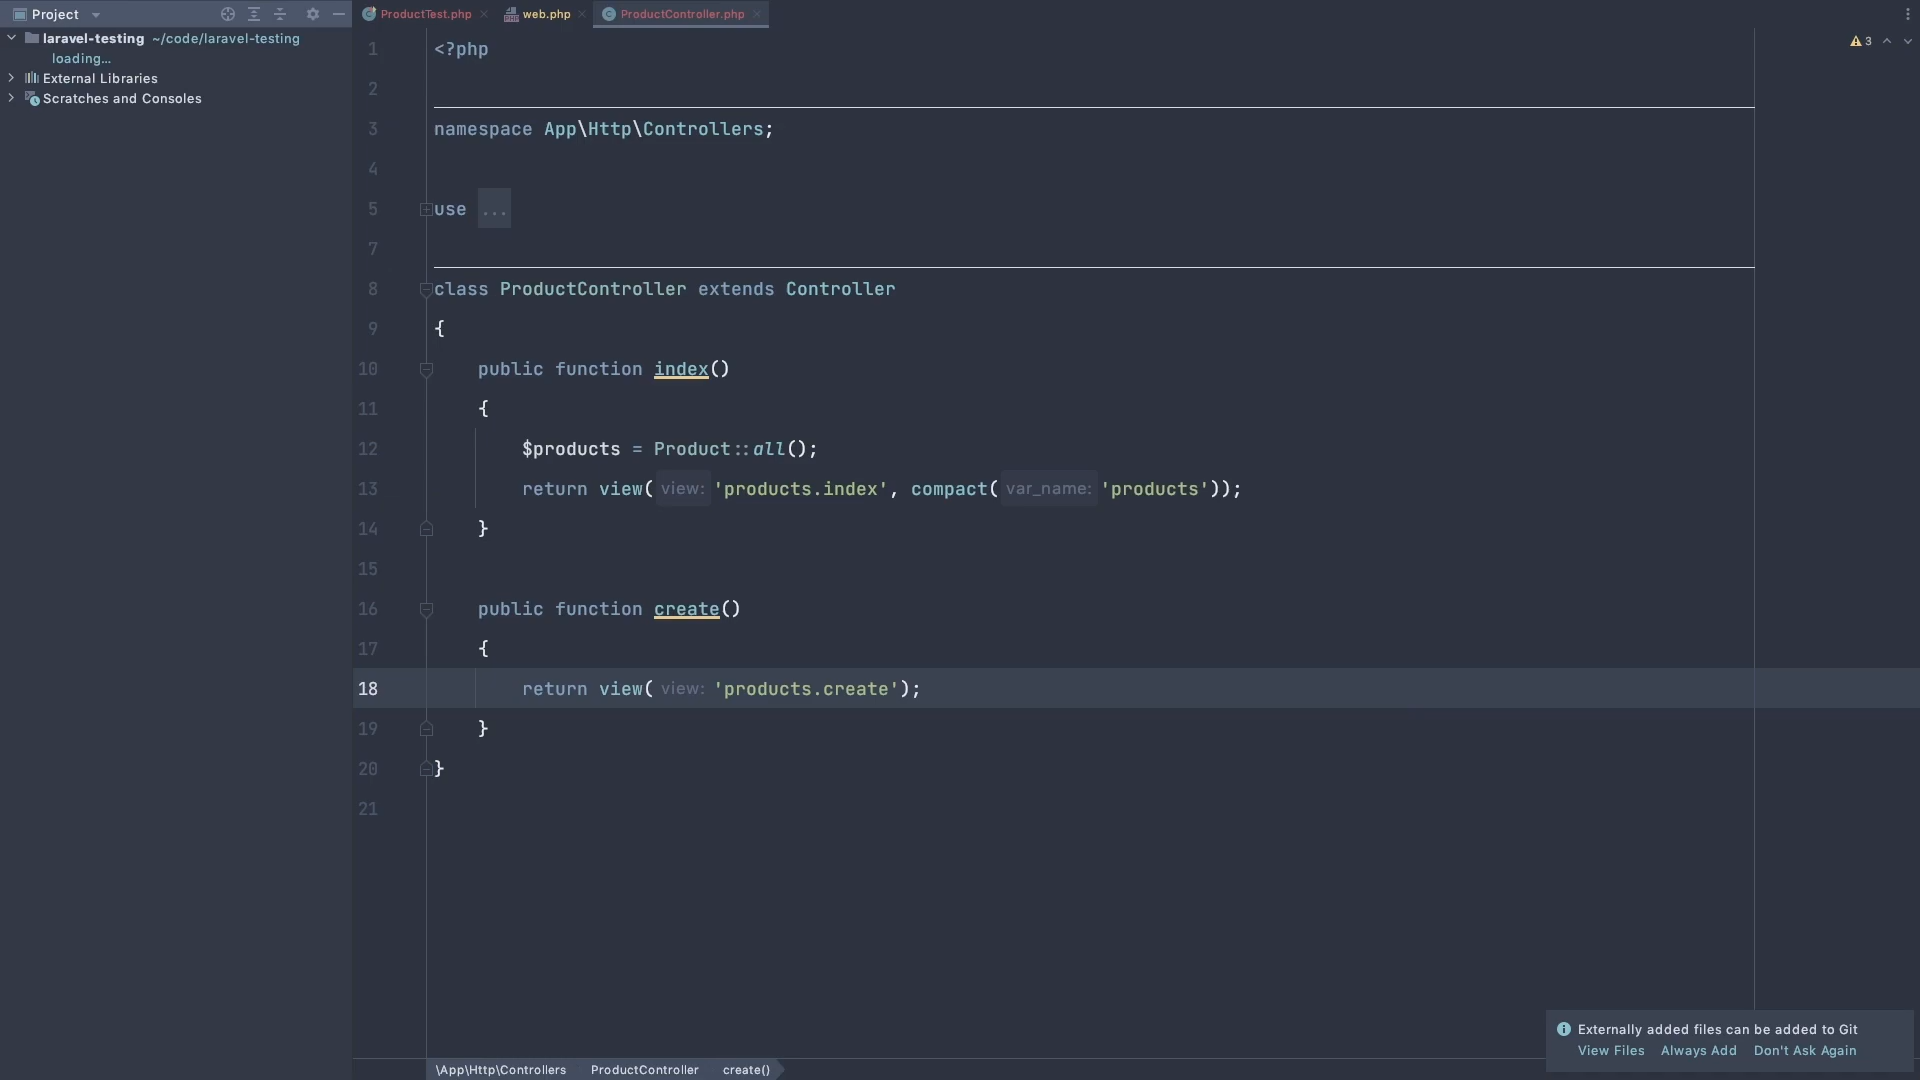 Project
ProductTest.php
web.php
ProductController.php
laravel-testing ~/code/laravel-testing
loading...
External Libraries
Scratches and Consoles
3
1 <?php
2
3 namespace App\Http\Controllers;
4
5 use ...
7
8 class ProductController extends Controller
9 {
10 public function index()
11 {
12 $products = Product::all();
13 return view( view: 'products.index', compact( var_name: 'products'));
14 }
15
16 public function create()
17 {
18 return view( view: 'products.create');
19 }
20 }
21
Externally added files can be added to Git
View Files Always Add Don't Ask Again
\App\Http\Controllers ProductController create()